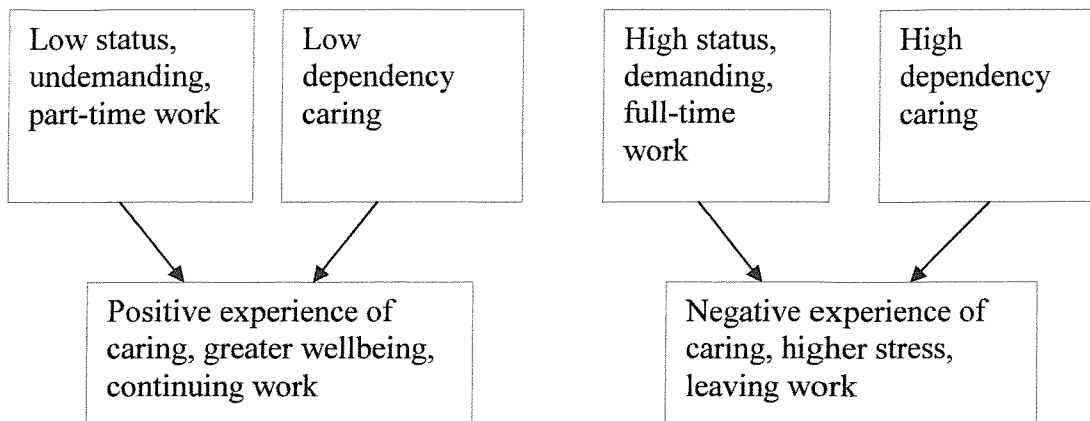 Low status,
undemanding,
part-time work
Low
dependency
caring
High status,
demanding,
full-time
work
High
dependency
caring
Positive experience of
caring, greater wellbeing,
continuing work
Negative experience of
caring, higher stress,
leaving work